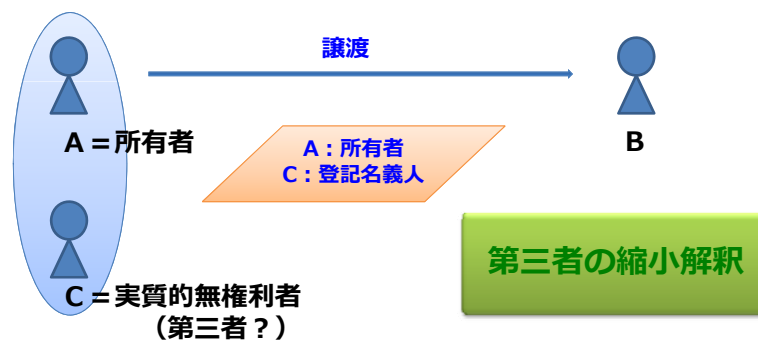 譲渡
A＝所有者
B
A：所有者
C：登記名義人
第三者の縮小解釈
C＝実質的無権利者
（第三者？）